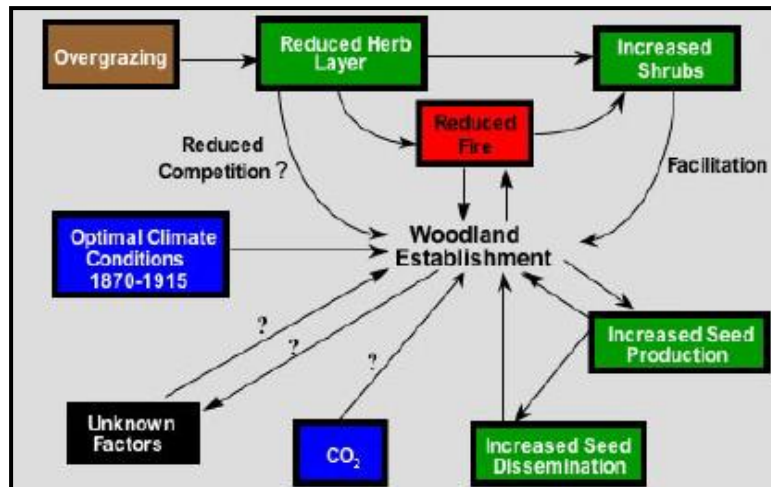 Overgrazing
Reduced Herb
Layer
Increased
Shrubs
Reduced
Fire
Reduced
Competition ?
Facilitation
Optimal Climate
Conditions
1870-1915
Woodland
Establishment
?
?
?
Increased Seed
Production
Unknown
Factors
CO₂
Increased Seed
Dissemination